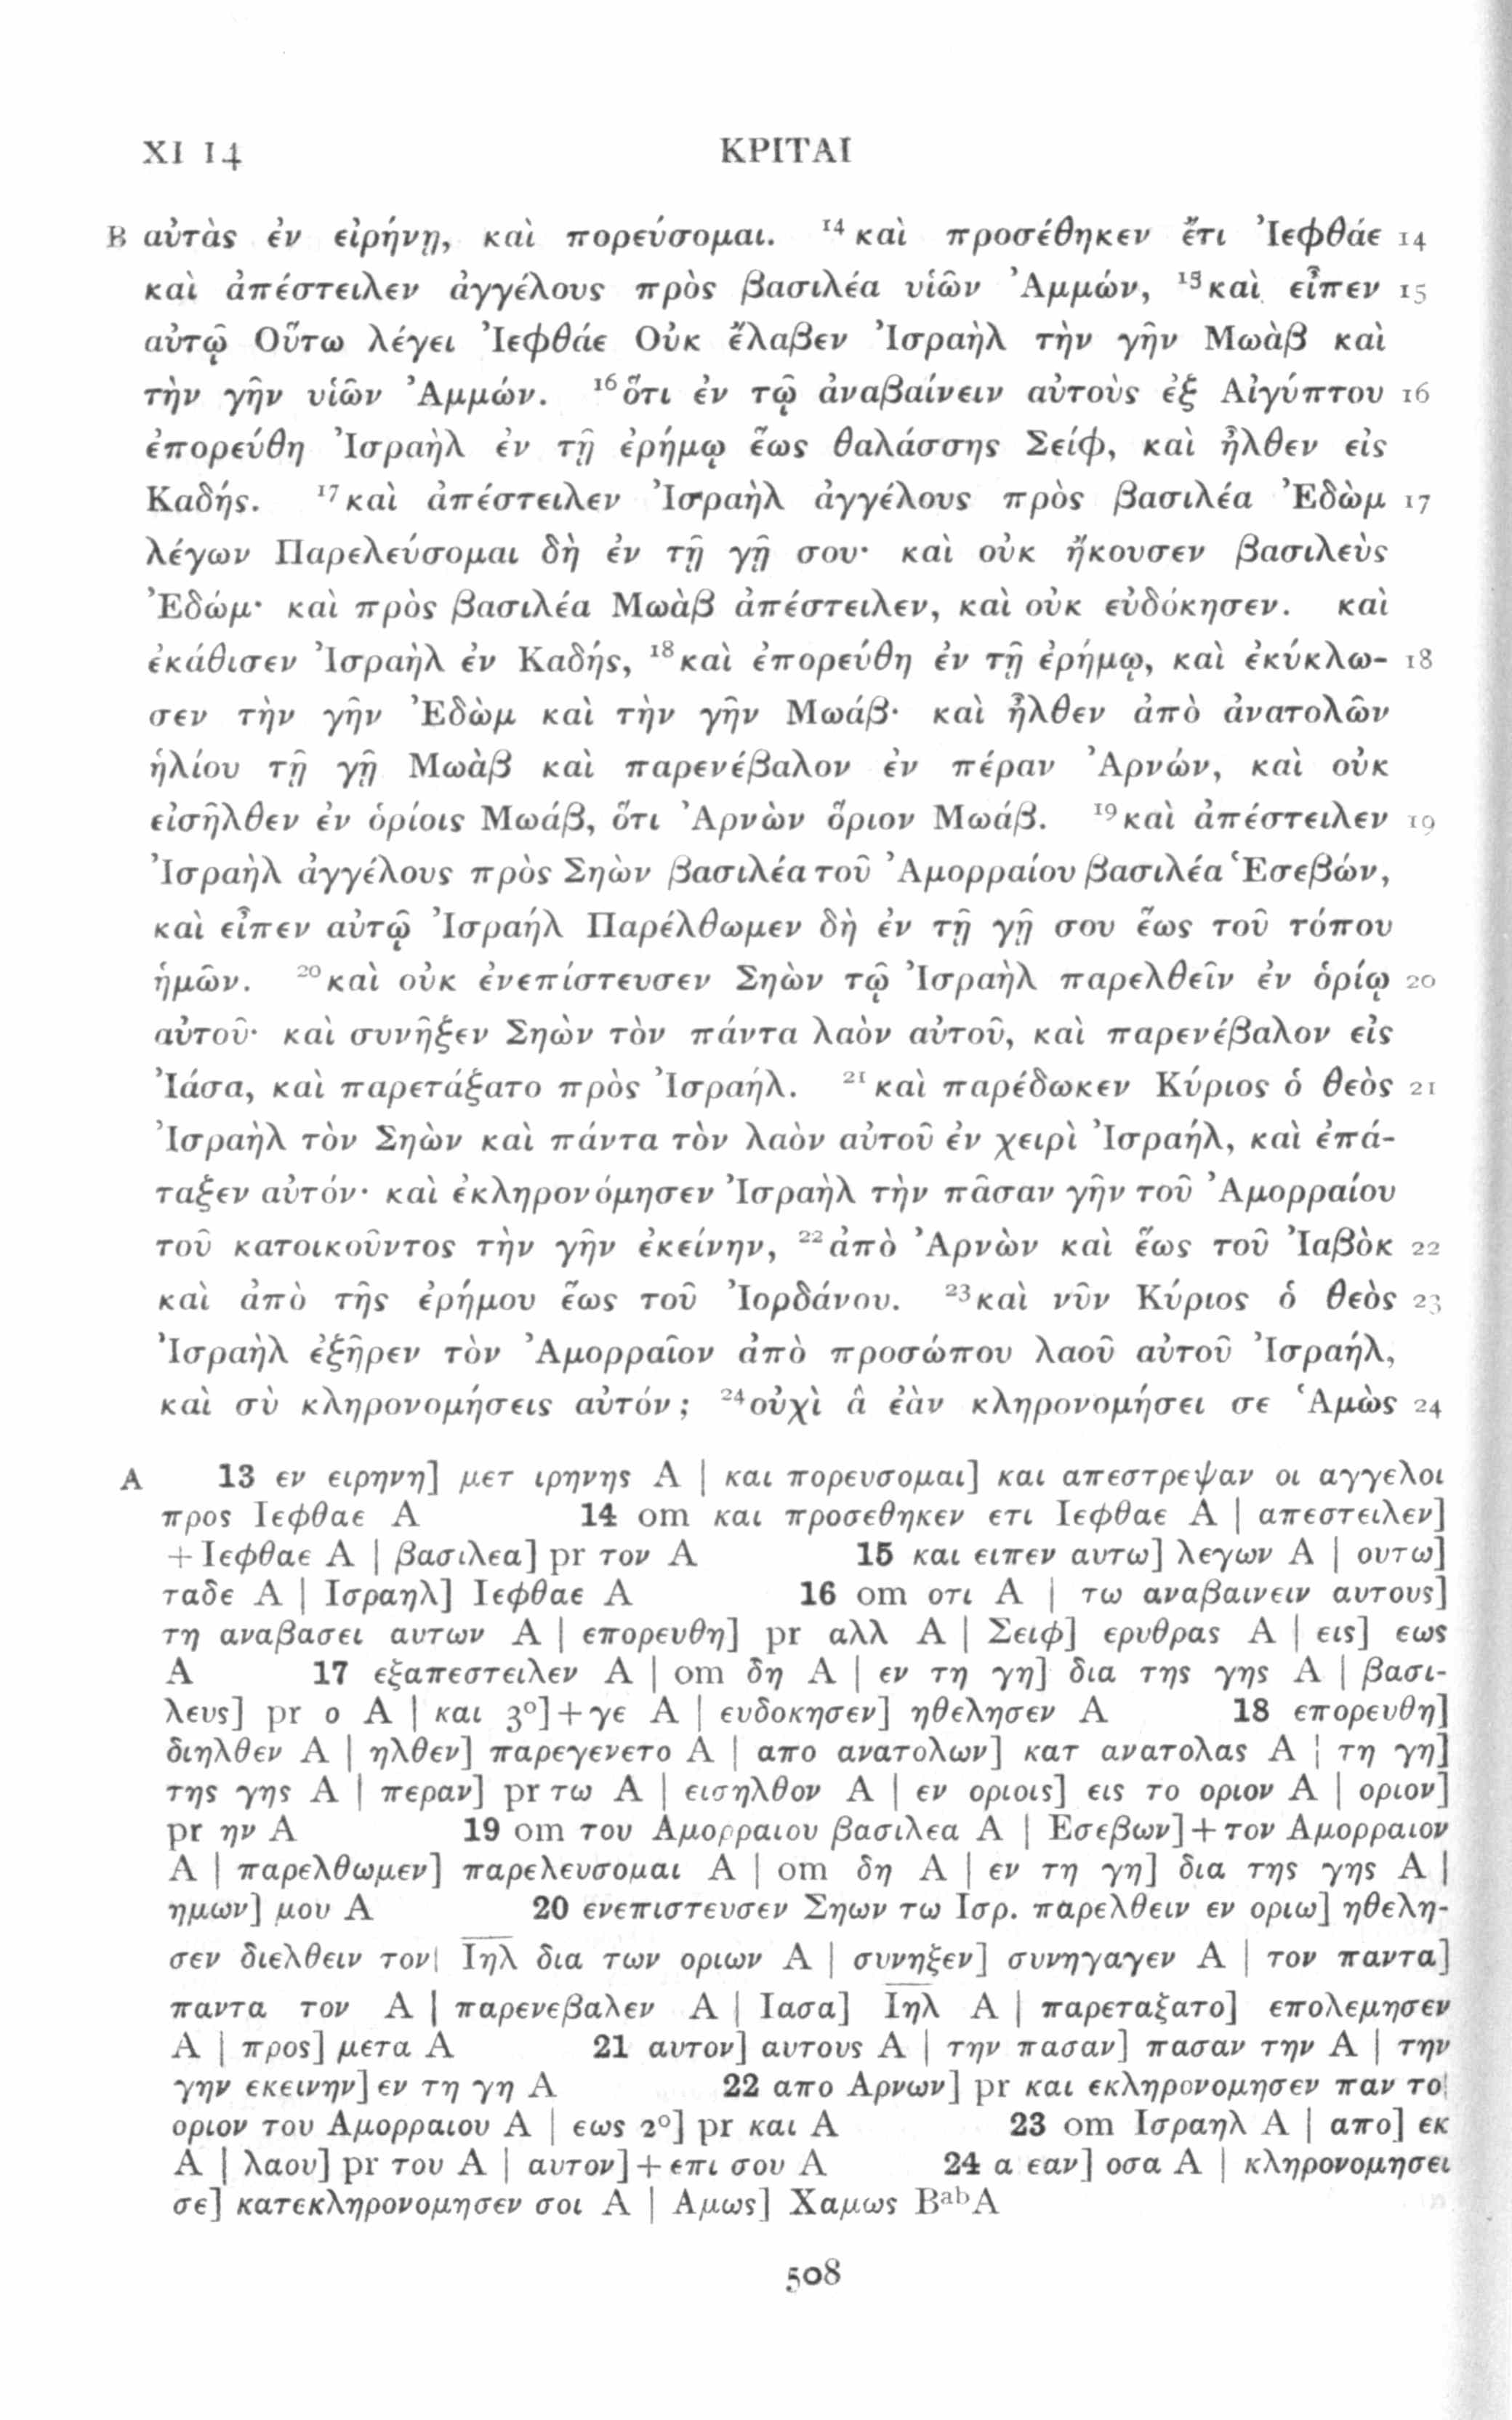 XI 14 ΚΡΙΤΑΙ
B αὐτὰς ἐν εἰρήνῃ, καὶ πορεύσομαι. ¹⁴καὶ προσέθηκεν ἔτι Ἰεφθάε 14
καὶ ἀπέστειλεν ἀγγέλους πρὸς βασιλέα υἱῶν Ἀμμών, ¹⁵καὶ εἶπεν 15
αὐτῷ Οὕτω λέγει Ἰεφθάε Οὐκ ἔλαβεν Ἰσραὴλ τὴν γῆν Μωὰβ καὶ
τὴν γῆν υἱῶν Ἀμμών. ¹⁶ὅτι ἐν τῷ ἀναβαίνειν αὐτοὺς ἐξ Αἰγύπτου 16
ἐπορεύθη Ἰσραὴλ ἐν τῇ ἐρήμῳ ἕως θαλάσσης Σείφ, καὶ ἦλθεν εἰς
Καδής. ¹⁷καὶ ἀπέστειλεν Ἰσραὴλ ἀγγέλους πρὸς βασιλέα Ἐδὼμ 17
λέγων Παρελεύσομαι δὴ ἐν τῇ γῇ σου· καὶ οὐκ ἤκουσεν βασιλεὺς
Ἐδώμ· καὶ πρὸς βασιλέα Μωὰβ ἀπέστειλεν, καὶ οὐκ εὐδόκησεν. καὶ
ἐκάθισεν Ἰσραὴλ ἐν Καδής, ¹⁸καὶ ἐπορεύθη ἐν τῇ ἐρήμῳ, καὶ ἐκύκλω- 18
σεν τὴν γῆν Ἐδὼμ καὶ τὴν γῆν Μωάβ· καὶ ἦλθεν ἀπὸ ἀνατολῶν
ἡλίου τῇ γῇ Μωὰβ καὶ παρενέβαλον ἐν πέραν Ἀρνών, καὶ οὐκ
εἰσῆλθεν ἐν ὁρίοις Μωάβ, ὅτι Ἀρνὼν ὅριον Μωάβ. ¹⁹καὶ ἀπέστειλεν 19
Ἰσραὴλ ἀγγέλους πρὸς Σηὼν βασιλέα τοῦ Ἀμορραίου βασιλέα Ἑσεβών,
καὶ εἶπεν αὐτῷ Ἰσραήλ Παρέλθωμεν δὴ ἐν τῇ γῇ σου ἕως τοῦ τόπου
ἡμῶν. ²⁰καὶ οὐκ ἐνεπίστευσεν Σηὼν τῷ Ἰσραὴλ παρελθεῖν ἐν ὁρίῳ 20
αὐτοῦ· καὶ συνῆξεν Σηὼν τὸν πάντα λαὸν αὐτοῦ, καὶ παρενέβαλον εἰς
Ἰάσα, καὶ παρετάξατο πρὸς Ἰσραήλ. ²¹καὶ παρέδωκεν Κύριος ὁ θεὸς 21
Ἰσραὴλ τὸν Σηὼν καὶ πάντα τὸν λαὸν αὐτοῦ ἐν χειρὶ Ἰσραήλ, καὶ ἐπά-
ταξεν αὐτόν· καὶ ἐκληρονόμησεν Ἰσραὴλ τὴν πᾶσαν γῆν τοῦ Ἀμορραίου
τοῦ κατοικοῦντος τὴν γῆν ἐκείνην, ²²ἀπὸ Ἀρνὼν καὶ ἕως τοῦ Ἰαβὸκ 22
καὶ ἀπὸ τῆς ἐρήμου ἕως τοῦ Ἰορδάνου. ²³καὶ νῦν Κύριος ὁ θεὸς 23
Ἰσραὴλ ἐξῆρεν τὸν Ἀμορραῖον ἀπὸ προσώπου λαοῦ αὐτοῦ Ἰσραήλ,
καὶ σὺ κληρονομήσεις αὐτόν; ²⁴οὐχὶ ἃ ἐὰν κληρονομήσει σε Ἁμὼς 24
A 13 εν ειρηνη] μετ ιρηνης A | και πορευσομαι] και απεστρεψαν οι αγγελοι
προς Ιεφθαε A 14 om και προσεθηκεν ετι Ιεφθαε A | απεστειλεν]
+ Ιεφθαε A | βασιλεα] pr τον A 15 και ειπεν αυτω] λεγων A | ουτω]
ταδε A | Ισραηλ] Ιεφθαε A 16 om οτι A | τω αναβαινειν αυτους]
τη αναβασει αυτων A | επορευθη] pr αλλ A | Σειφ] ερυθρας A | εις] εως
A 17 εξαπεστειλεν A | om δη A | εν τη γη] δια της γης A | βασι-
λευς] pr ο A | και 3º] + γε A | ευδοκησεν] ηθελησεν A 18 επορευθη]
διηλθεν A | ηλθεν] παρεγενετο A | απο ανατολων] κατ ανατολας A | τη γη]
της γης A | περαν] pr τω A | εισηλθον A | εν οριοις] εις το οριον A | οριον]
pr ην A 19 om του Αμορραιου βασιλεα A | Εσεβων] + τον Αμορραιον
A | παρελθωμεν] παρελευσομαι A | om δη A | εν τη γη] δια της γης A |
ημων] μου A 20 ενεπιστευσεν Σηων τω Ισρ. παρελθειν εν οριω] ηθελη-
σεν διελθειν τον| Ι̅η̅λ̅ δια των οριων A | συνηξεν] συνηγαγεν A | τον παντα]
παντα τον A | παρενεβαλεν A | Ιασα] Ι̅η̅λ̅ A | παρεταξατο] επολεμησεν
A | προς] μετα A 21 αυτον] αυτους A | την πασαν] πασαν την A | την
γην εκεινην] εν τη γη A 22 απο Αρνων] pr και εκληρονομησεν παν το|
οριον του Αμορραιου A | εως 2º] pr και A 23 om Ισραηλ A | απο] εκ
A | λαου] pr του A | αυτον] + επι σου A 24 α εαν] οσα A | κληρονομησει
σε] κατεκληρονομησεν σοι A | Αμως] Χαμως Bᵃᵇ A
508